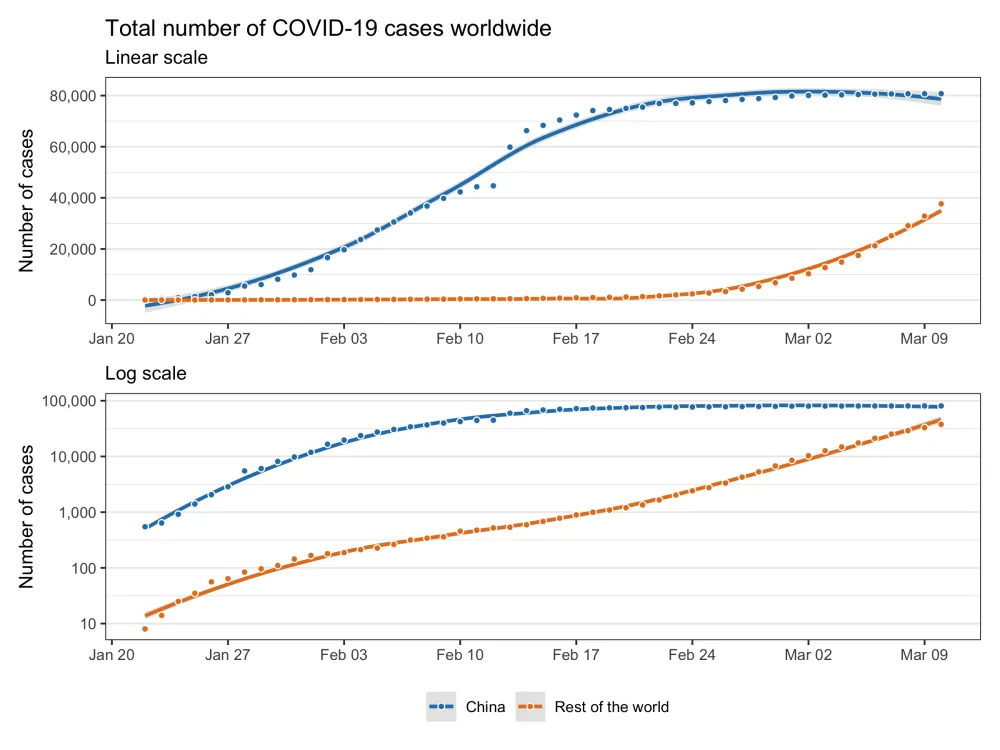 Total number of COVID-19 cases worldwide
Linear scale
Number of cases
80,000
60,000
40,000
20,000
0
Jan 20 Jan 27 Feb 03 Feb 10 Feb 17 Feb 24 Mar 02 Mar 09
Log scale
Number of cases
100,000
10,000
1,000
100
10
Jan 20 Jan 27 Feb 03 Feb 10 Feb 17 Feb 24 Mar 02 Mar 09
China Rest of the world